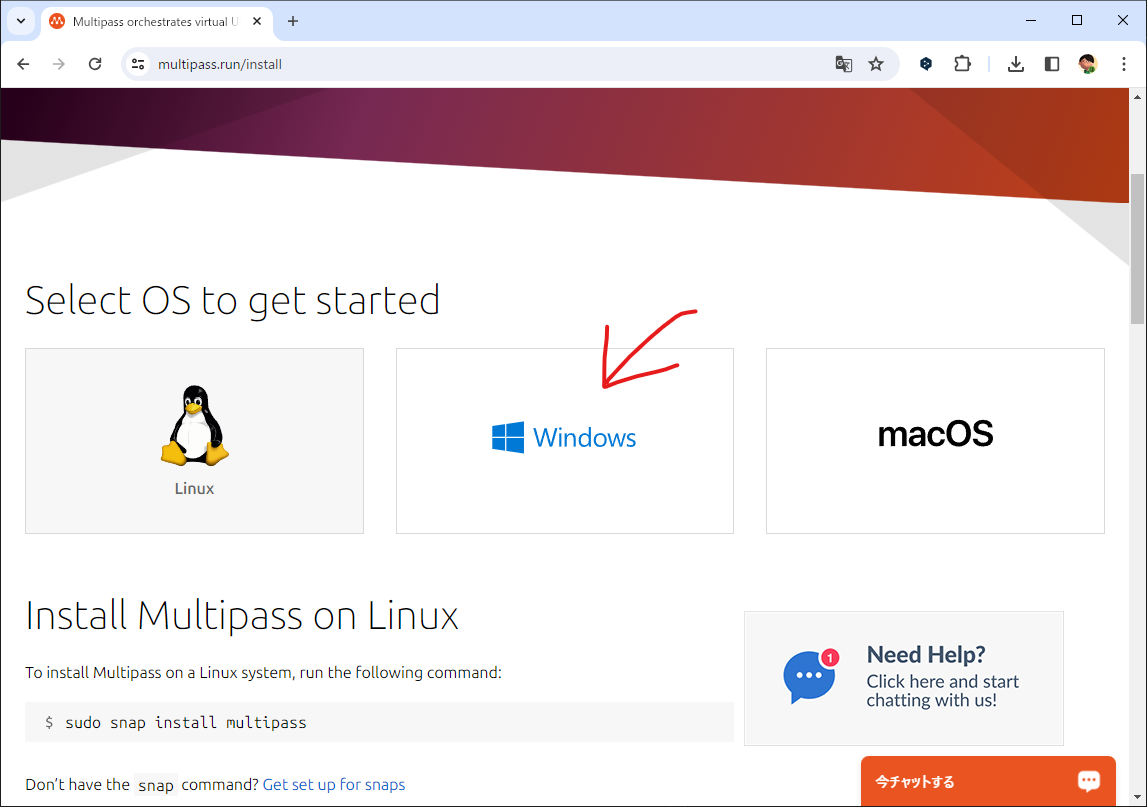 Multipass orchestrates virtual U
multipass.run/install
Select OS to get started
Linux
Windows
macOS
Install Multipass on Linux
To install Multipass on a Linux system, run the following command:
$ sudo snap install multipass
Don’t have the snap command? Get set up for snaps
1
Need Help?
Click here and start
chatting with us!
今チャットする